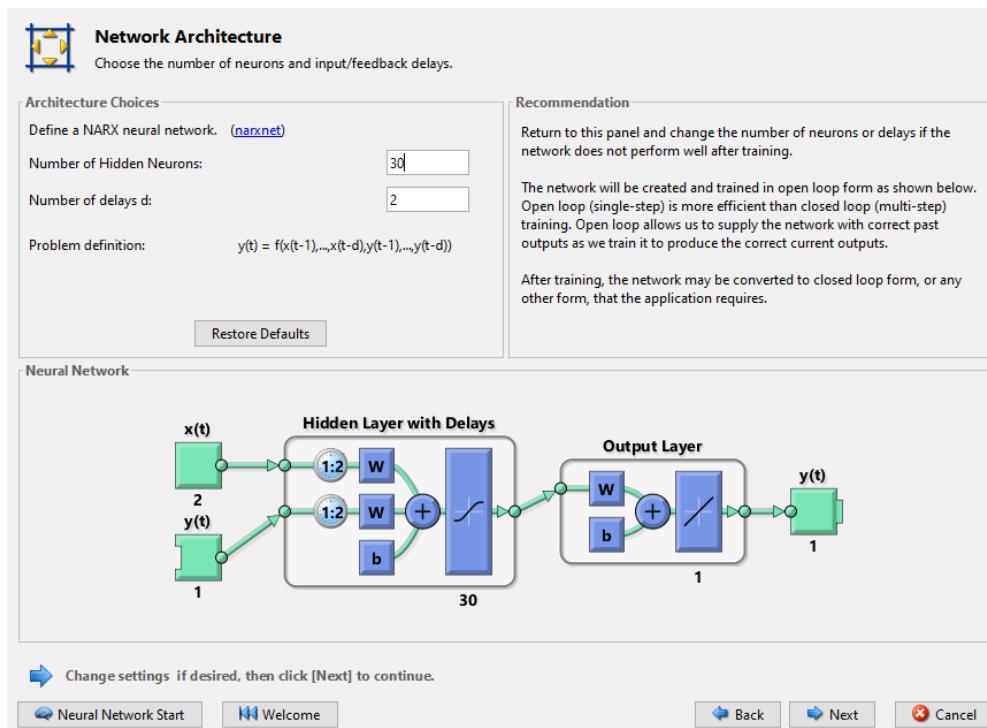 Network Architecture
Choose the number of neurons and input/feedback delays.
Architecture Choices
Define a NARX neural network. (narxnet)
Number of Hidden Neurons: 30
Number of delays d: 2
Problem definition: y(t) = f(x(t-1),...,x(t-d),y(t-1),...,y(t-d))
Restore Defaults
Recommendation
Return to this panel and change the number of neurons or delays if the
network does not perform well after training.
The network will be created and trained in open loop form as shown below.
Open loop (single-step) is more efficient than closed loop (multi-step)
training. Open loop allows us to supply the network with correct past
outputs as we train it to produce the correct current outputs.
After training, the network may be converted to closed loop form, or any
other form, that the application requires.
Neural Network
Hidden Layer with Delays
x(t)
1:2 W
2
y(t)
1:2 W
b
1
30
Output Layer
W
b
1
y(t)
1
Change settings if desired, then click [Next] to continue.
Neural Network Start Welcome Back Next Cancel